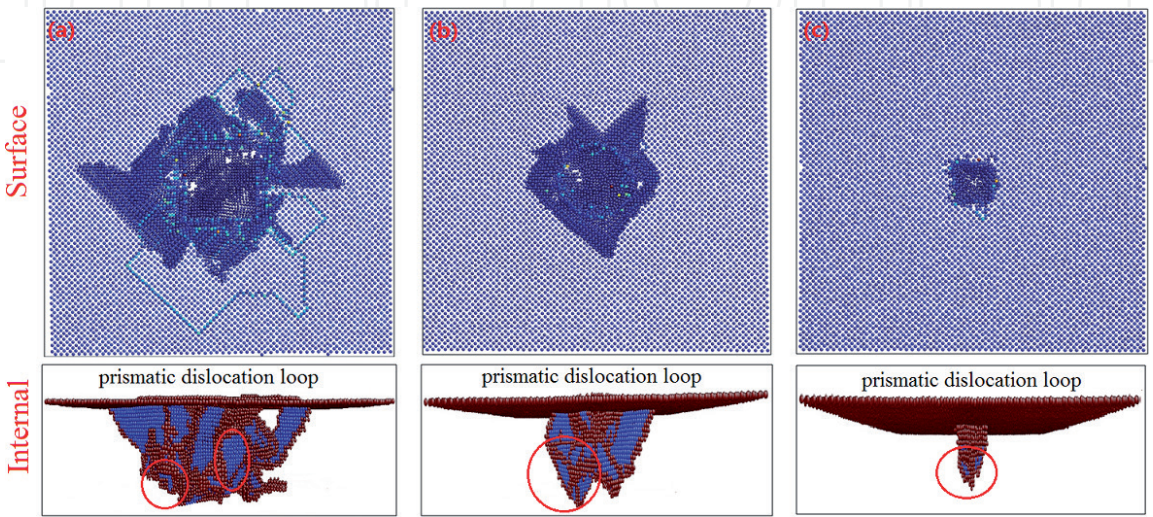 (a)
(b)
(c)
Surface
prismatic dislocation loop
prismatic dislocation loop
prismatic dislocation loop
Internal